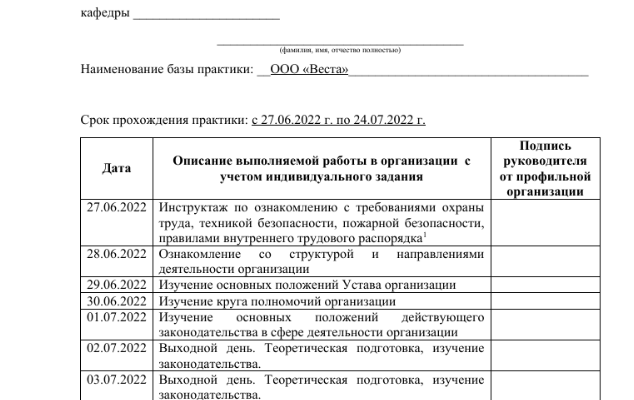 кафедры ______________________
_____________________________________
(фамилия, имя, отчество полностью)
Наименование базы практики: __ООО «Веста»____________________________________
Срок прохождения практики: с 27.06.2022 г. по 24.07.2022 г.
Дата
Описание выполняемой работы в организации с
учетом индивидуального задания
Подпись
руководителя
от профильной
организации
27.06.2022
Инструктаж по ознакомлению с требованиями охраны
труда, техникой безопасности, пожарной безопасности,
правилами внутреннего трудового распорядка¹
28.06.2022
Ознакомление со структурой и направлениями
деятельности организации
29.06.2022
Изучение основных положений Устава организации
30.06.2022
Изучение круга полномочий организации
01.07.2022
Изучение основных положений действующего
законодательства в сфере деятельности организации
02.07.2022
Выходной день. Теоретическая подготовка, изучение
законодательства.
03.07.2022
Выходной день. Теоретическая подготовка, изучение
законодательства.